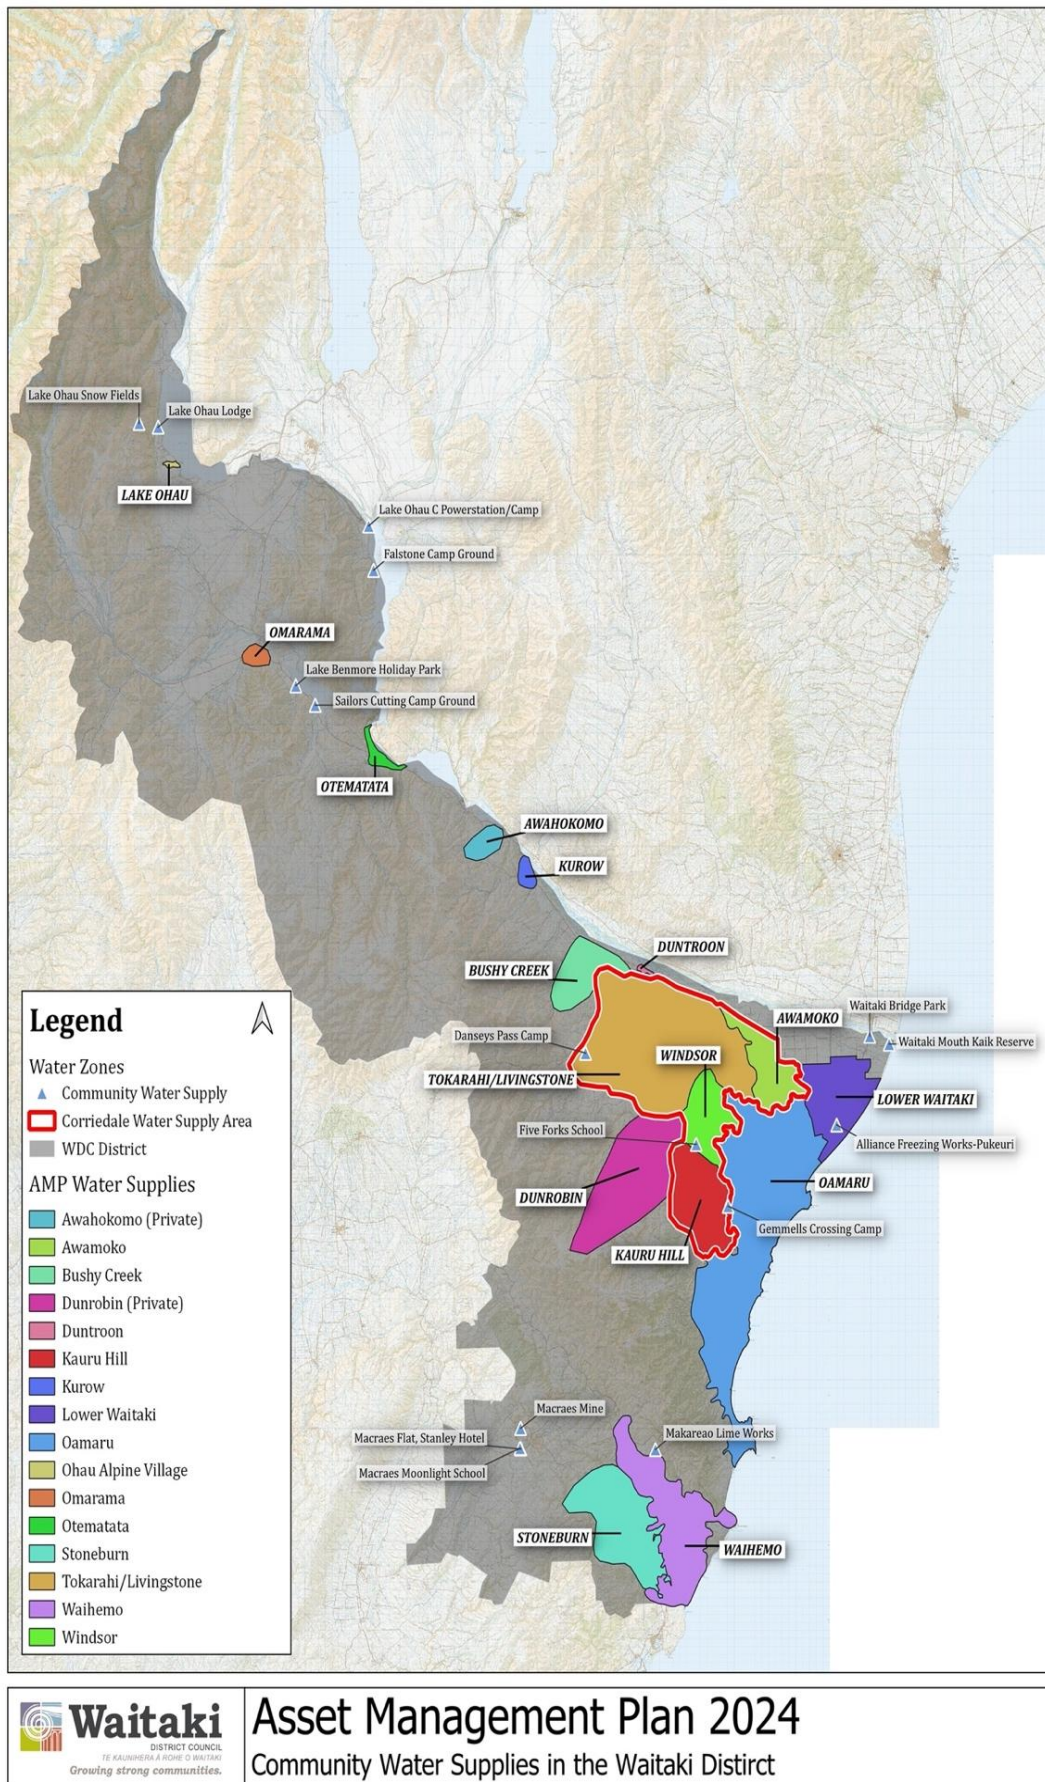 Lake Ohau Snow Fields
Lake Ohau Lodge
LAKE OHAU
Lake Ohau C Powerstation/Camp
Falstone Camp Ground
OMARAMA
Lake Benmore Holiday Park
Sailors Cutting Camp Ground
OTEMATATA
AWAHOKOMO
KUROW
DUNTROON
BUSHY CREEK
Waitaki Bridge Park
AWAMOKO
Danseys Pass Camp
WINDSOR
Waitaki Mouth Kaik Reserve
TOKARAHI/LIVINGSTONE
LOWER WAITAKI
Five Forks School
Alliance Freezing Works-Pukeuri
DUNROBIN
OAMARU
Gemmells Crossing Camp
KAURU HILL
Macraes Mine
Macraes Flat, Stanley Hotel
Makareao Lime Works
Macraes Moonlight School
STONEBURN
WAIHEMO
Legend
Water Zones
Community Water Supply
Corriedale Water Supply Area
WDC District
AMP Water Supplies
Awahokomo (Private)
Awamoko
Bushy Creek
Dunrobin (Private)
Duntroon
Kauru Hill
Kurow
Lower Waitaki
Oamaru
Ohau Alpine Village
Omarama
Otematata
Stoneburn
Tokarahi/Livingstone
Waihemo
Windsor
Waitaki
DISTRICT COUNCIL
TE KAUNIHERA Ā ROHE O WAITAKI
Growing strong communities.
Asset Management Plan 2024
Community Water Supplies in the Waitaki Distirct